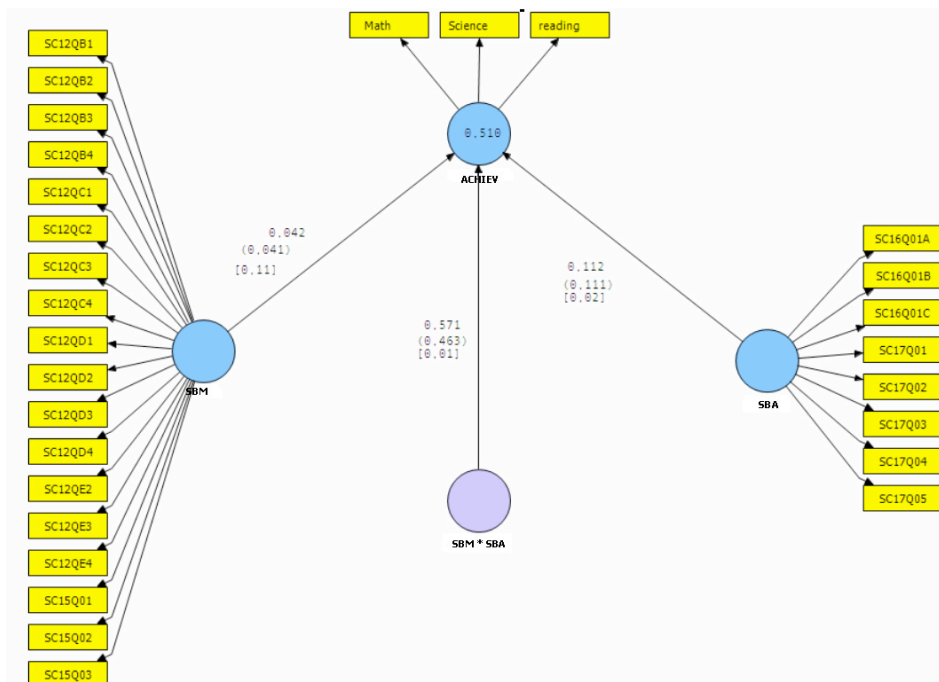 Math
Science
reading
SC12QB1
SC12QB2
SC12QB3
SC12QB4
SC12QC1
SC12QC2
SC12QC3
SC12QC4
SC12QD1
SC12QD2
SC12QD3
SC12QD4
SC12QE2
SC12QE3
SC12QE4
SC15Q01
SC15Q02
SC15Q03
SBM
0.042
(0.041)
[0.11]
0.510
ACHIEV
0.571
(0.463)
[0.01]
SBM * SBA
0.112
(0.111)
[0.02]
SBA
SC16Q01A
SC16Q01B
SC16Q01C
SC17Q01
SC17Q02
SC17Q03
SC17Q04
SC17Q05